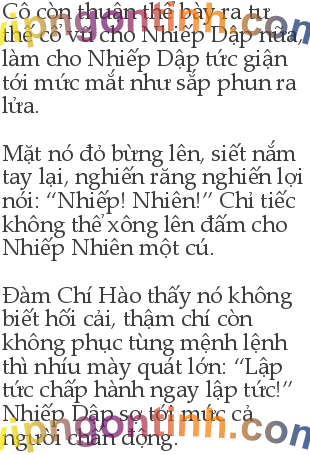 Cô còn thuận thế bày ra tư
thế cổ vũ cho Nhiếp Dập nữa,
làm cho Nhiếp Dập tức giận
tới mức mắt như sắp phun ra
lửa.
Mặt nó đỏ bừng lên, siết nắm
tay lại, nghiến răng nghiến lợi
nói: “Nhiếp! Nhiên!” Chỉ tiếc
không thể xông lên đấm cho
Nhiếp Nhiên một cú.
Đàm Chí Hào thấy nó không
biết hối cải, thậm chí còn
không phục tùng mệnh lệnh
thì nhíu mày quát lớn: “Lập
tức chấp hành ngay lập tức!”
Nhiếp Dập sợ tới mức cả
người chấn động.
vipngontinh.com
vipngontinh.com